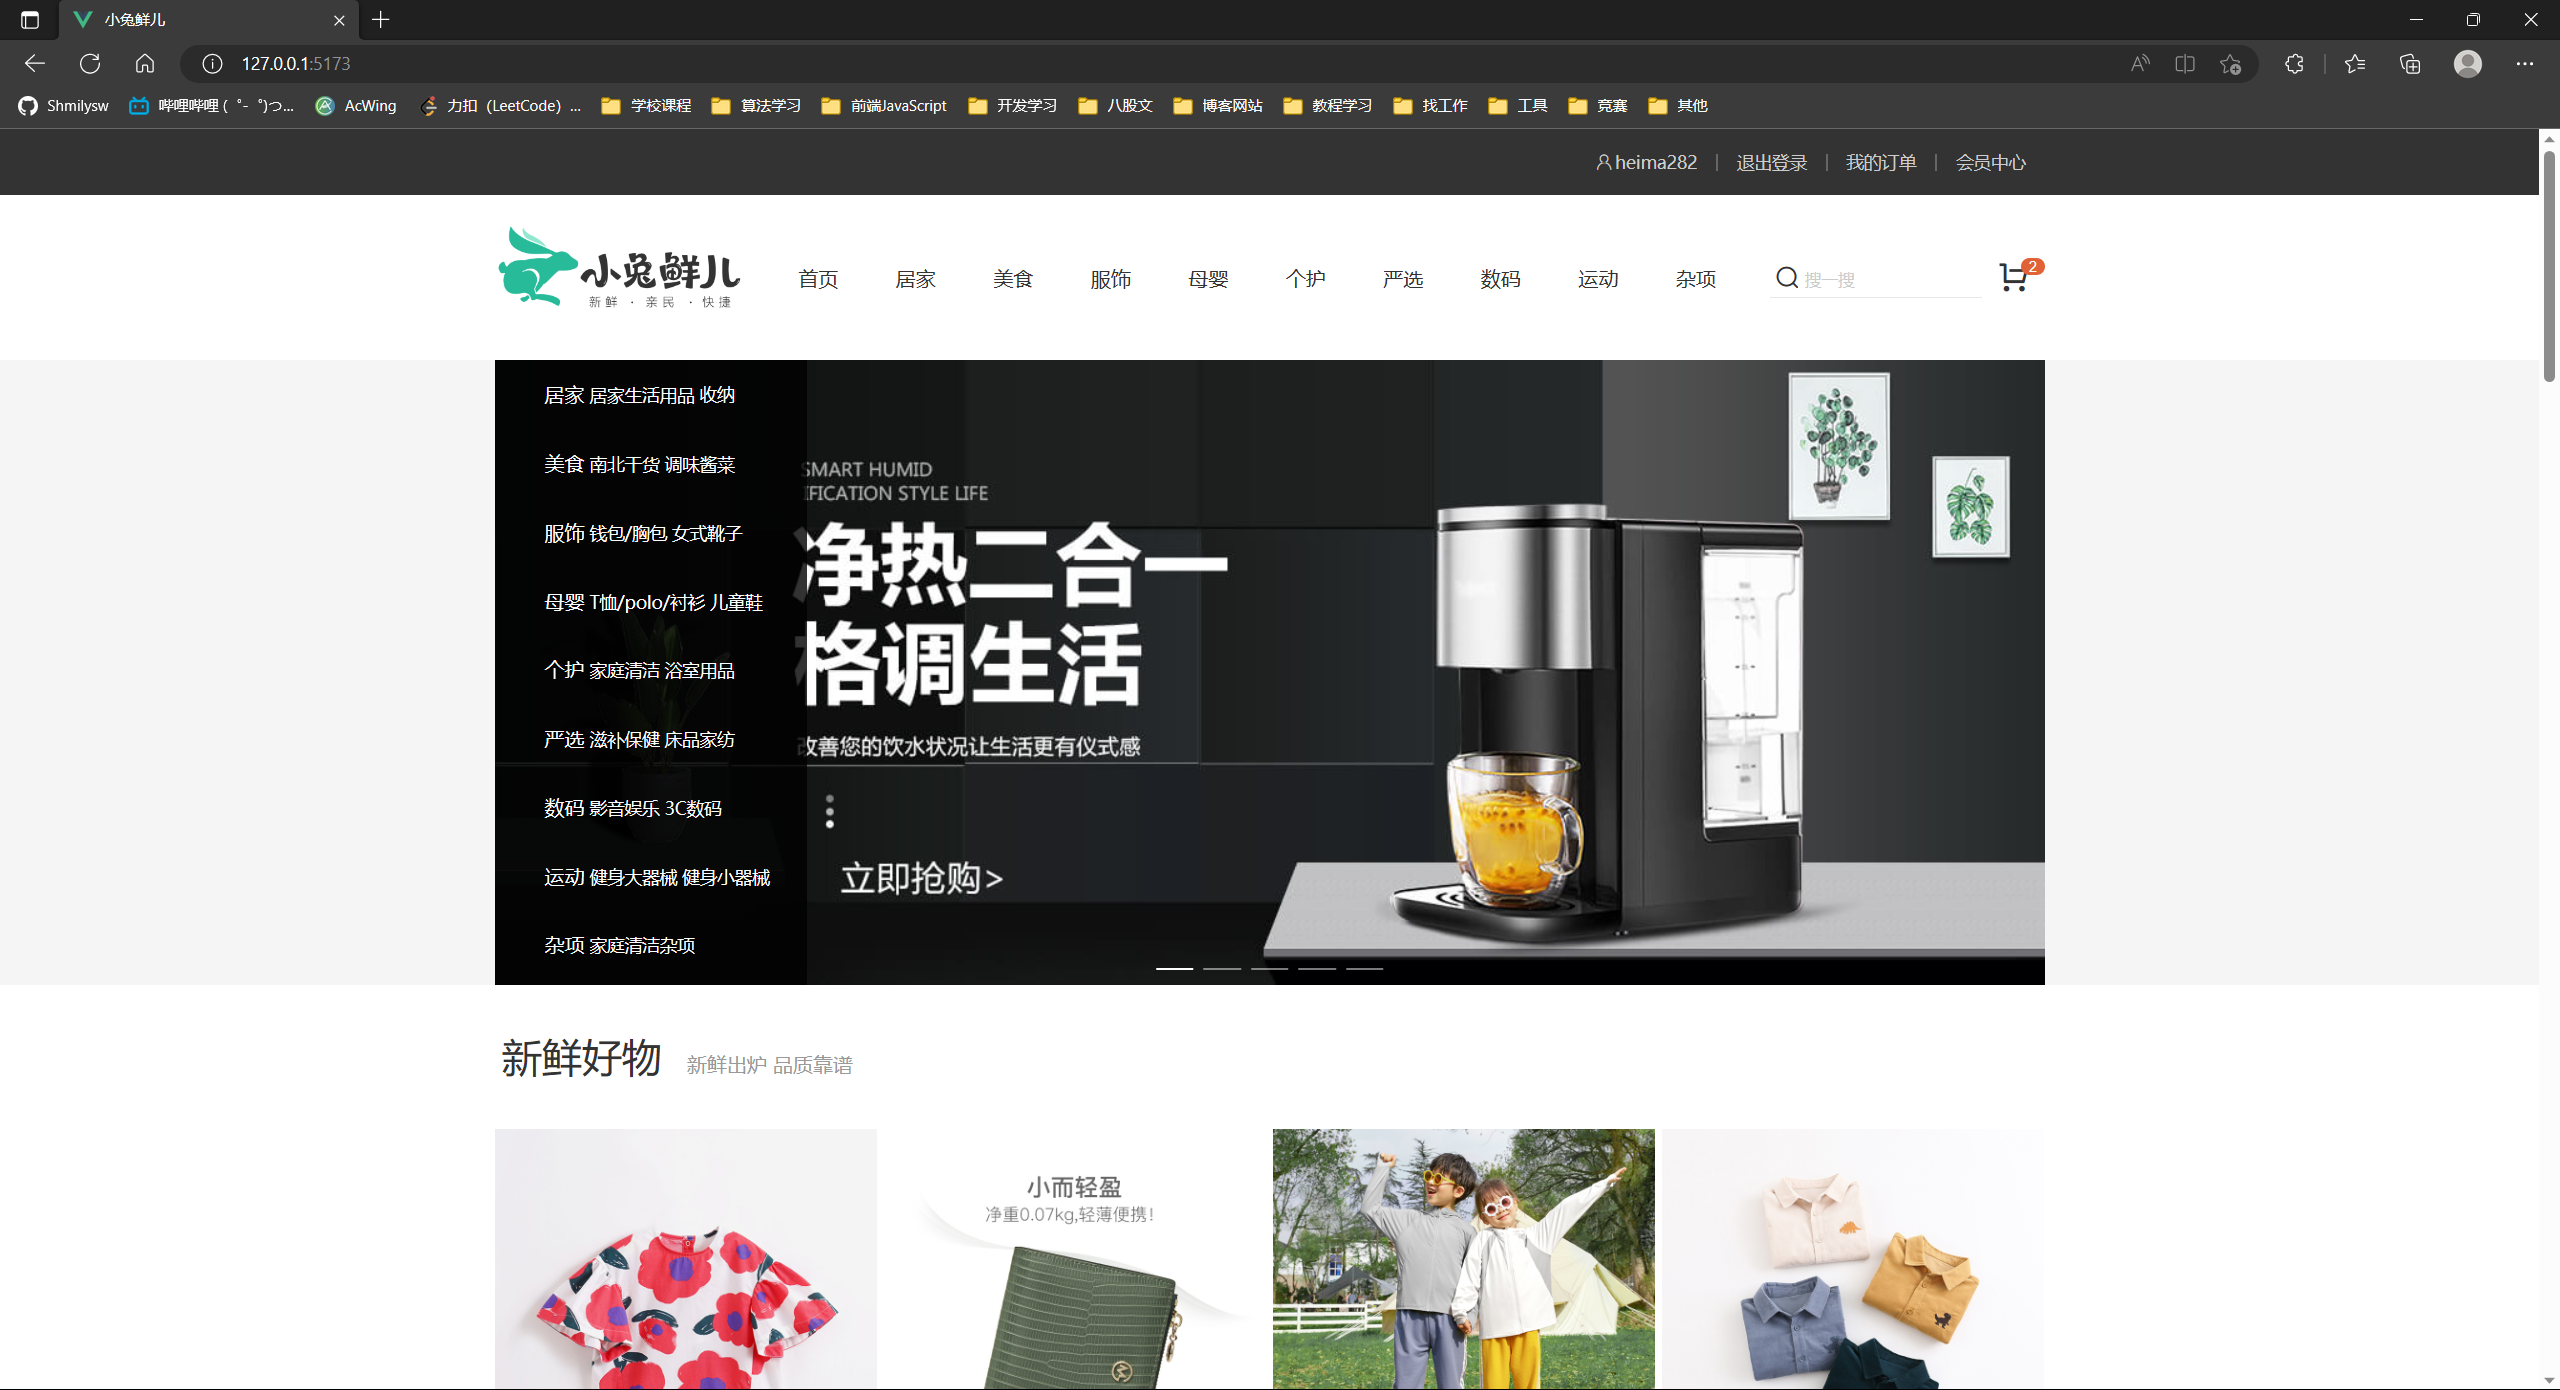 小兔鲜儿
127.0.0.1:5173
Shmilysw
哔哩哔哩 (゜-゜)つ...
AcWing
力扣（LeetCode）...
学校课程
算法学习
前端JavaScript
开发学习
八股文
博客网站
教程学习
找工作
工具
竞赛
其他
heima282
退出登录
我的订单
会员中心
小兔鲜儿
新鲜 · 亲民 · 快捷
首页
居家
美食
服饰
母婴
个护
严选
数码
运动
杂项
搜一搜
2
居家 居家生活用品 收纳
美食 南北干货 调味酱菜
服饰 钱包/胸包 女式靴子
母婴 T恤/polo/衬衫 儿童鞋
个护 家庭清洁 浴室用品
严选 滋补保健 床品家纺
数码 影音娱乐 3C数码
运动 健身大器械 健身小器械
杂项 家庭清洁杂项
SMART HUMID
IFICATION STYLE LIFE
净热二合一
格调生活
改善您的饮水状况让生活更有仪式感
立即抢购>
新鲜好物
新鲜出炉 品质靠谱
小而轻盈
净重0.07kg,轻薄便携!